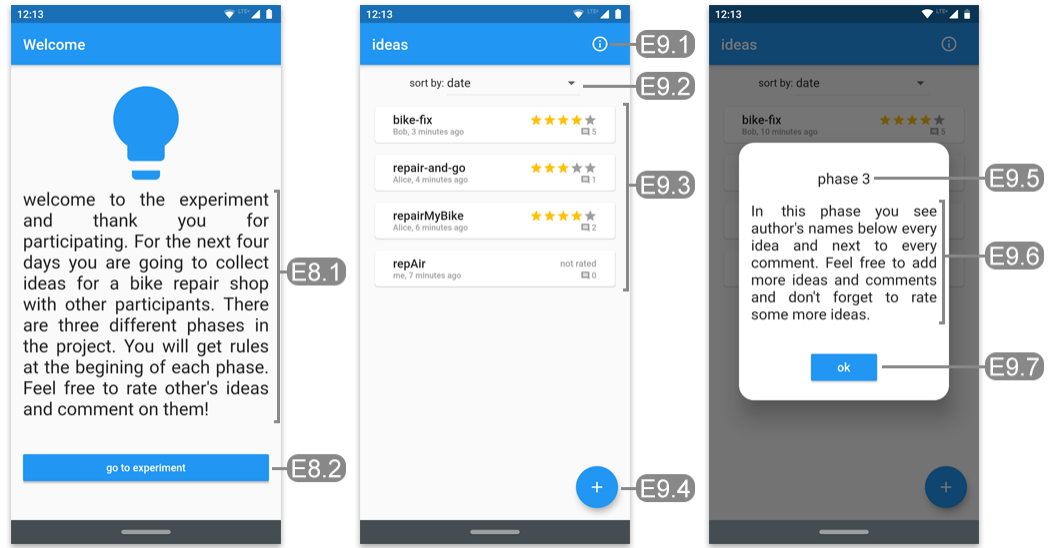 12:13
LTE+
Welcome
welcome to the experiment
and thank you for
participating. For the next four
days you are going to collect
ideas for a bike repair shop
with other participants. There
are three different phases in
the project. You will get rules
at the begining of each phase.
Feel free to rate other's ideas
and comment on them!
E8.1
go to experiment
E8.2
12:13
LTE+
ideas
E9.1
sort by: date
E9.2
bike-fix
Bob, 3 minutes ago
5
repair-and-go
Alice, 4 minutes ago
1
E9.3
repairMyBike
Alice, 6 minutes ago
2
repAir
not rated
me, 7 minutes ago
0
+
E9.4
12:13
LTE+
ideas
sort by: date
bike-fix
Bob, 10 minutes ago
5
phase 3
E9.5
In this phase you see
author's names below every
idea and next to every
comment. Feel free to add
more ideas and comments
and don't forget to rate
some more ideas.
E9.6
ok
E9.7
+